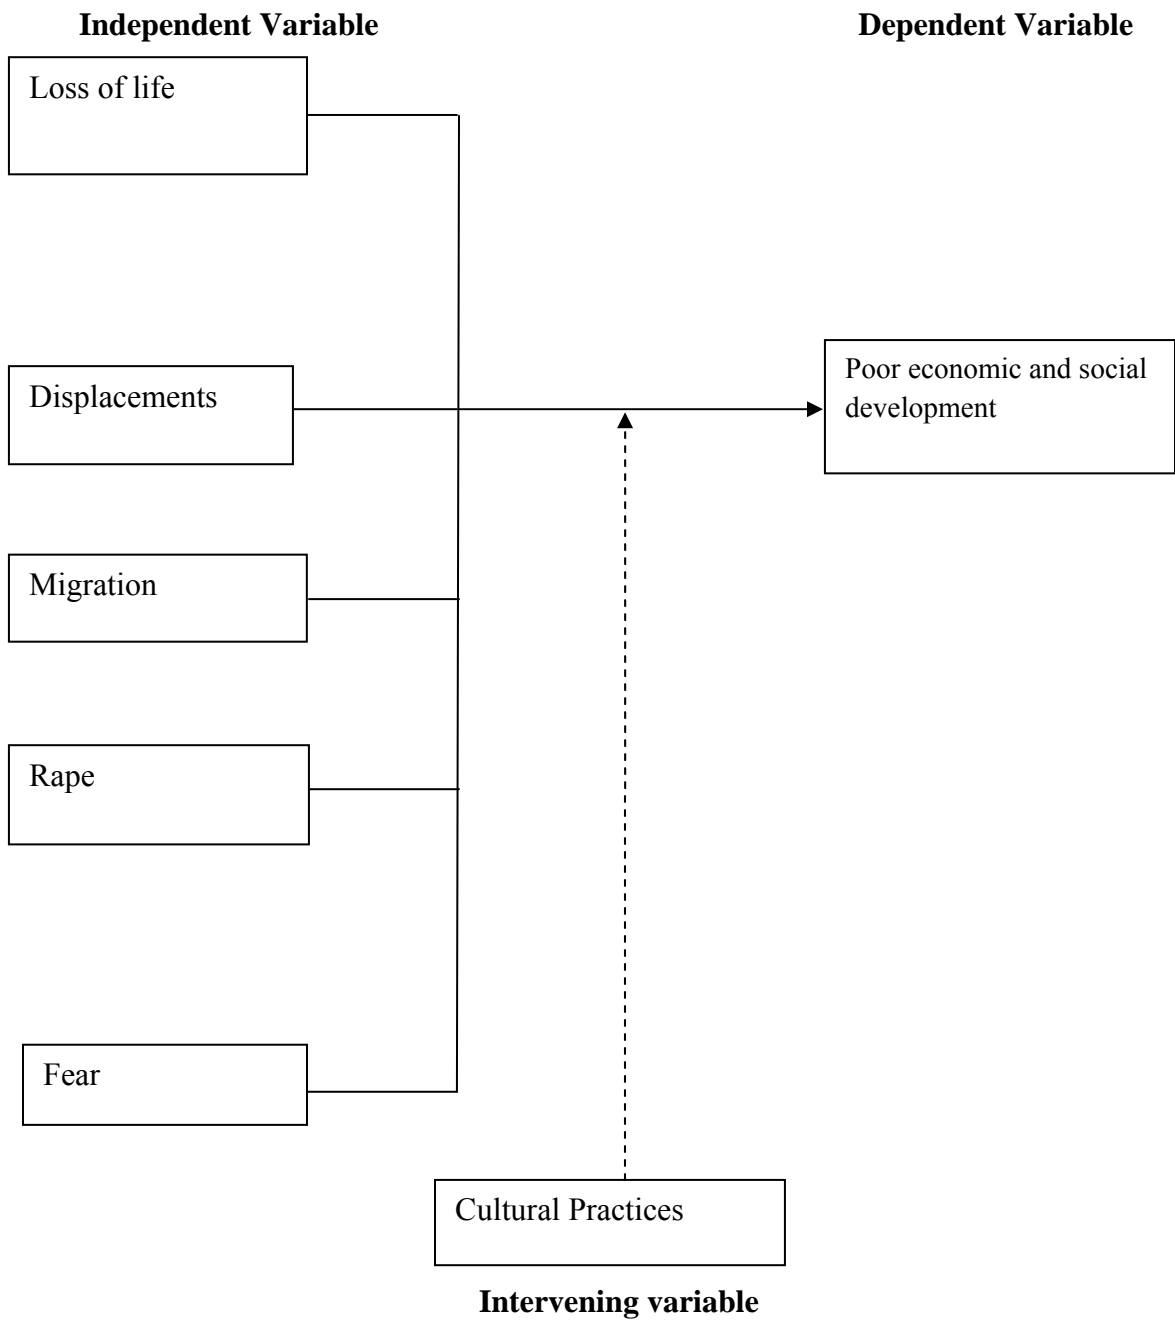 Independent Variable
Dependent Variable
Loss of life
Displacements
Poor economic and social
development
Migration
Rape
Fear
Cultural Practices
Intervening variable